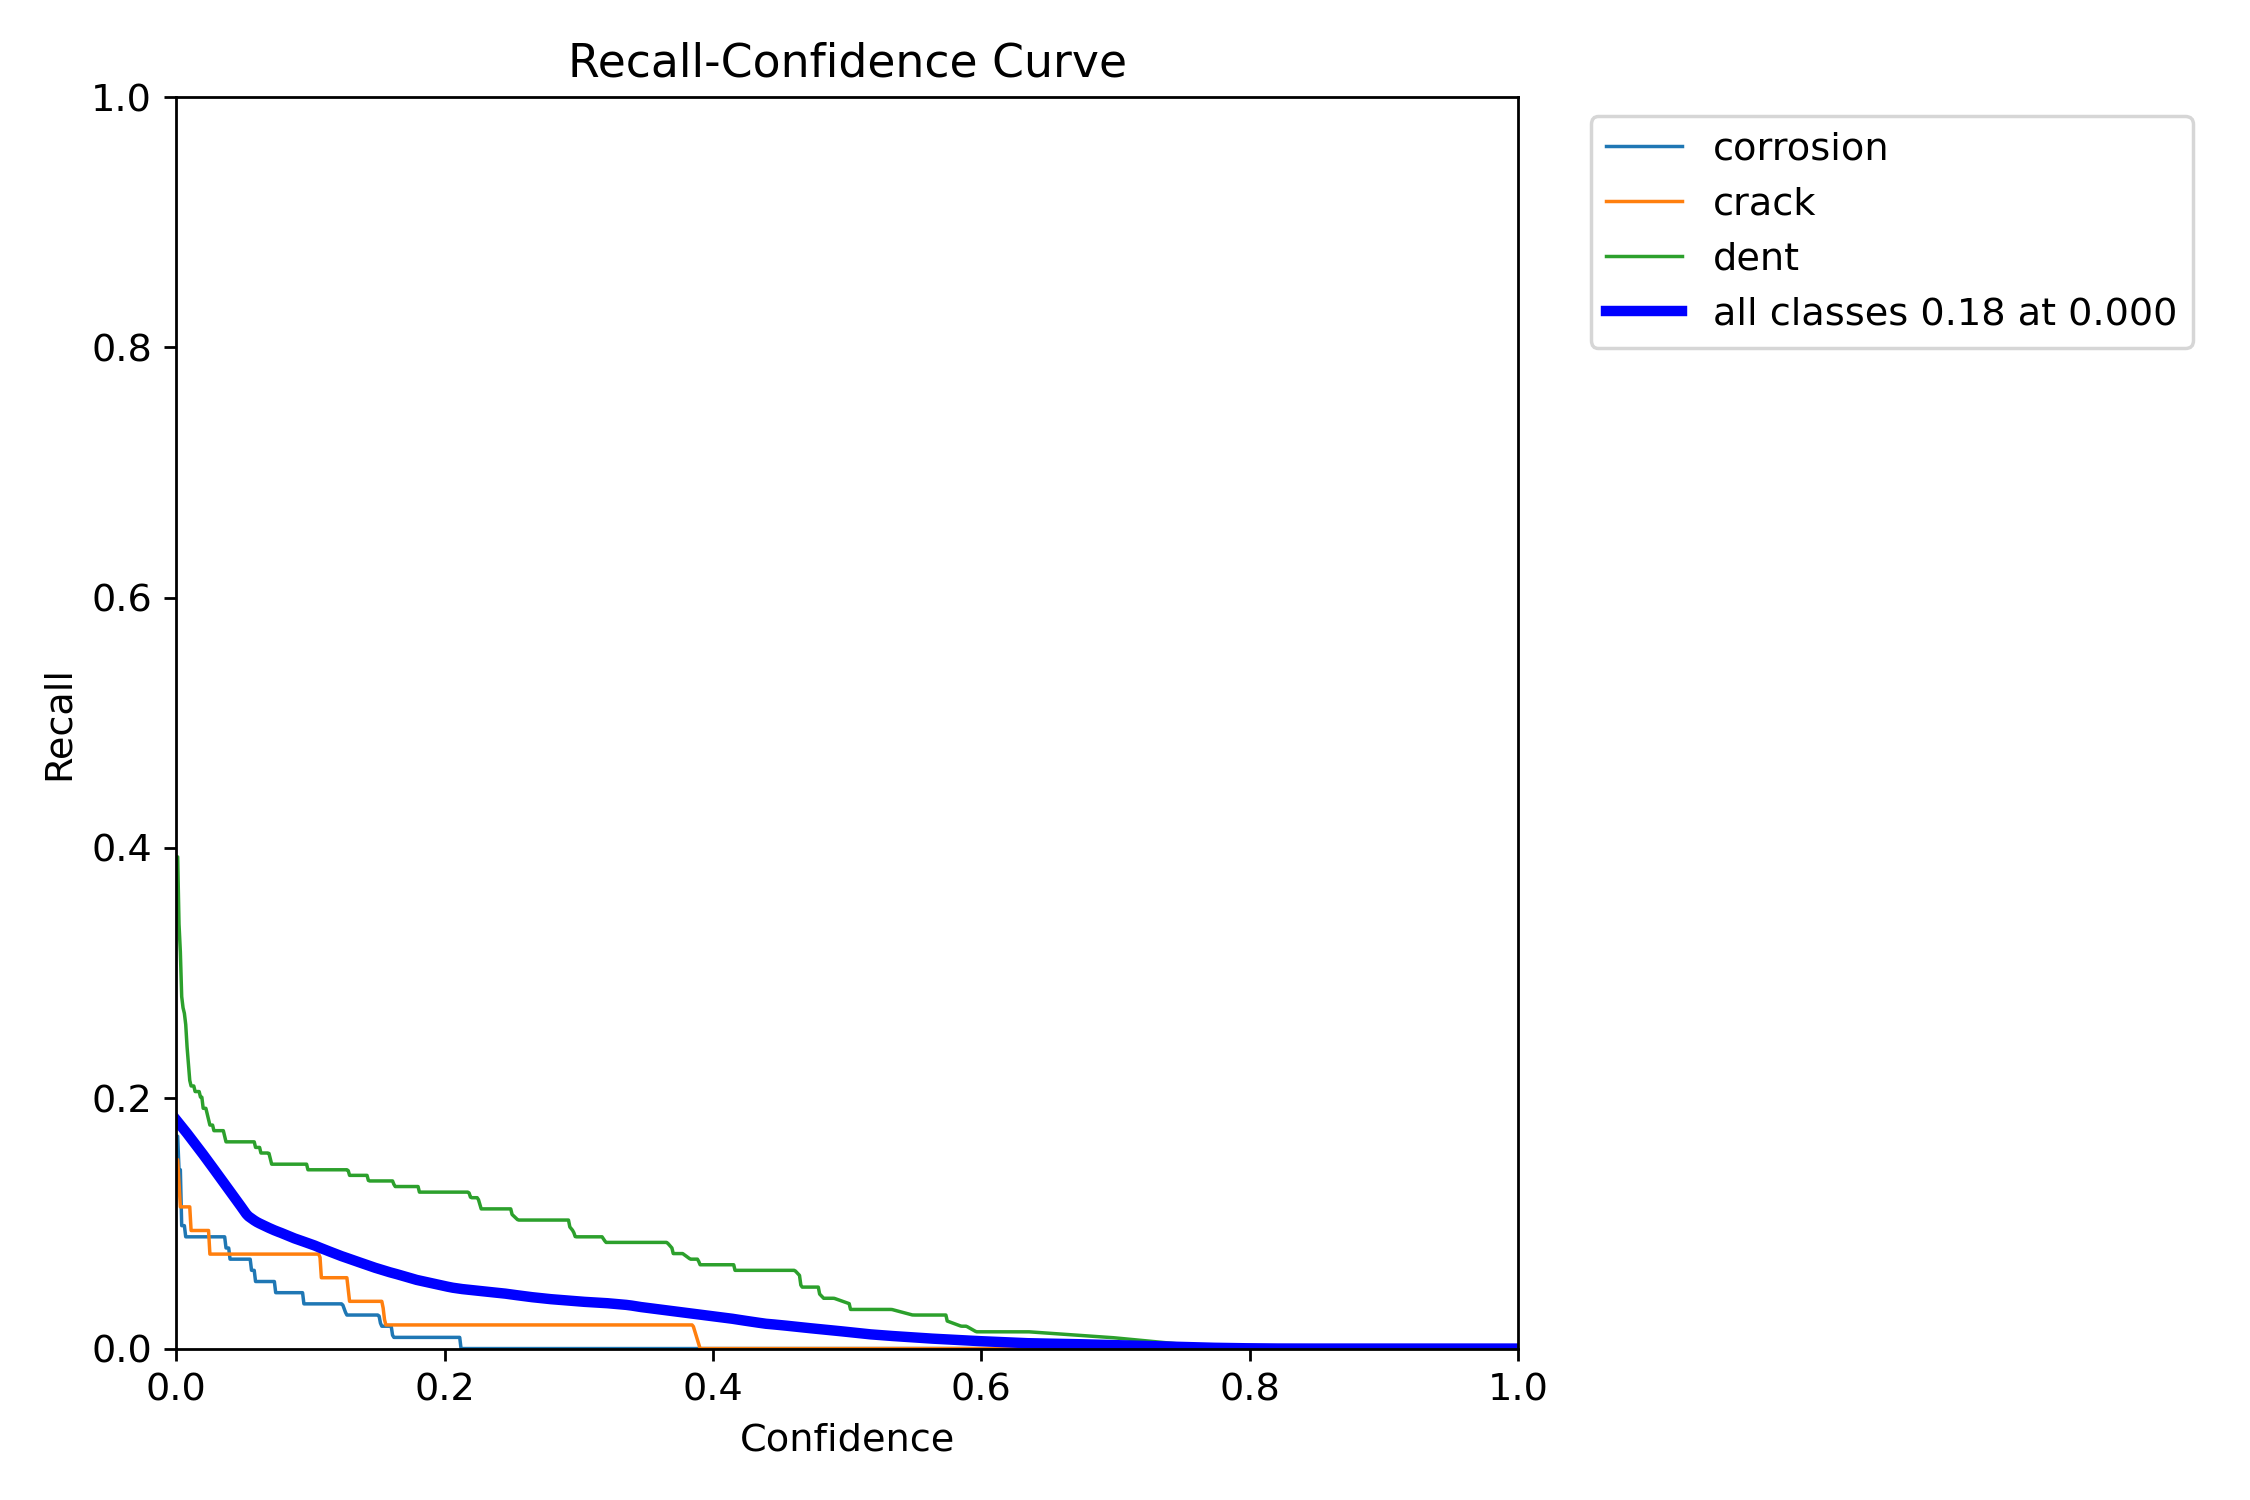 Recall-Confidence Curve
1.0
0.8
0.6
0.4
0.2
0.0
Recall
0.0 0.2 0.4 0.6 0.8 1.0
Confidence
corrosion
crack
dent
all classes 0.18 at 0.000